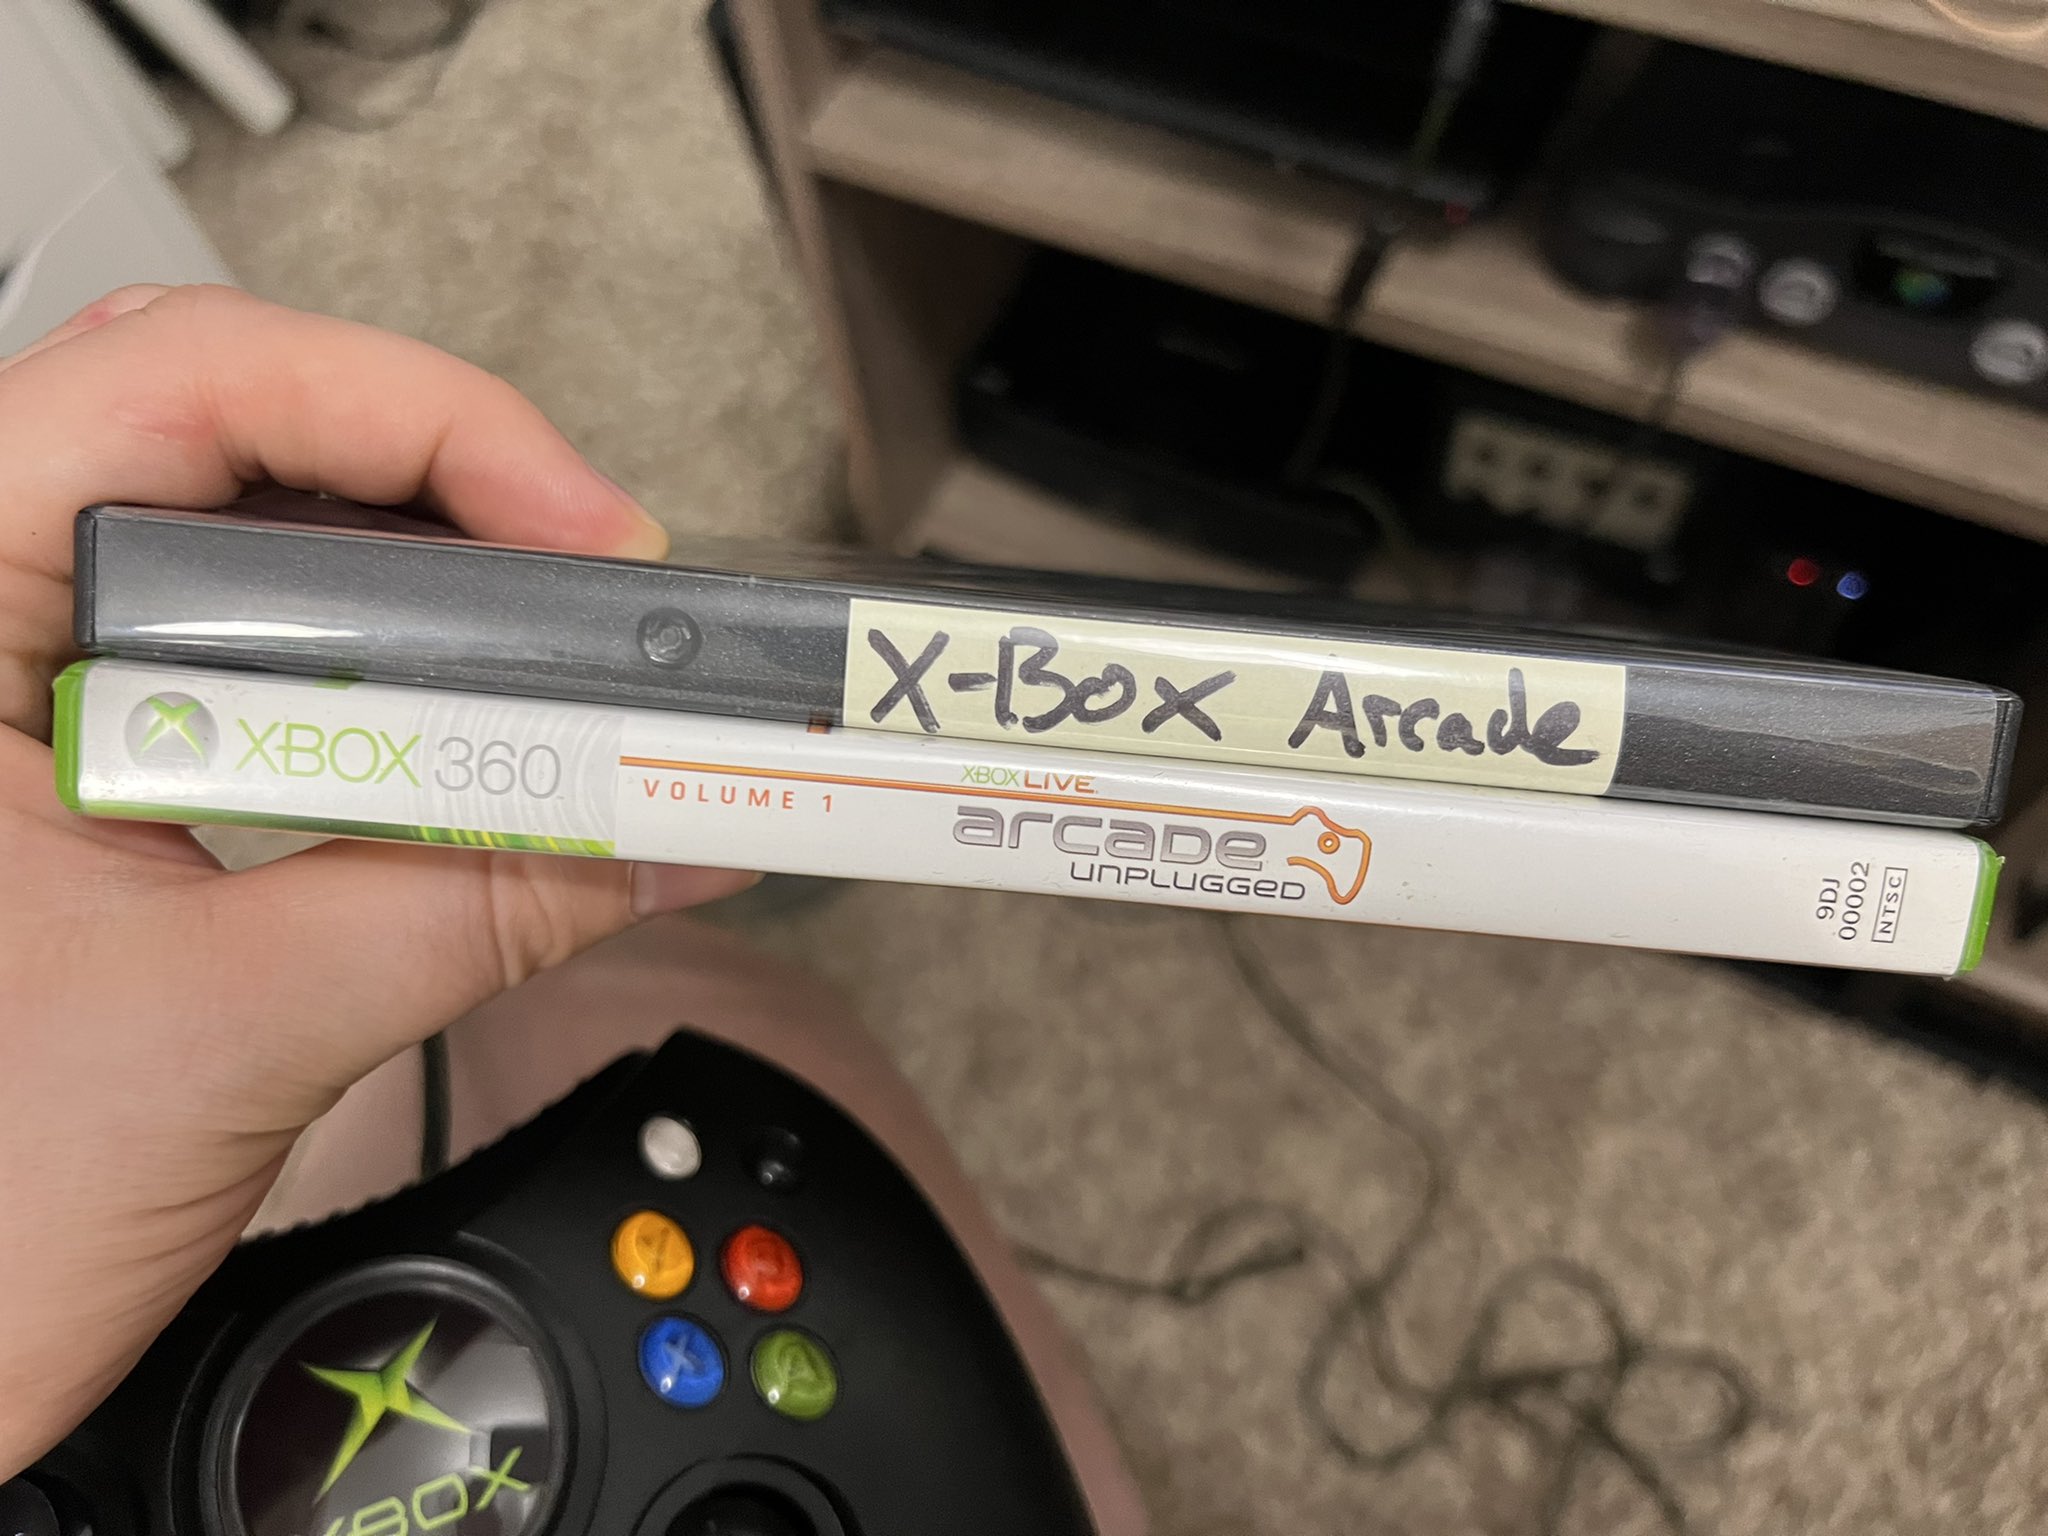 X-Box Arcade
XBOX 360
VOLUME 1
XBOX LIVE
arcade
unplugged
9DJ
00002
NTSC
Y
X
A
XBOX